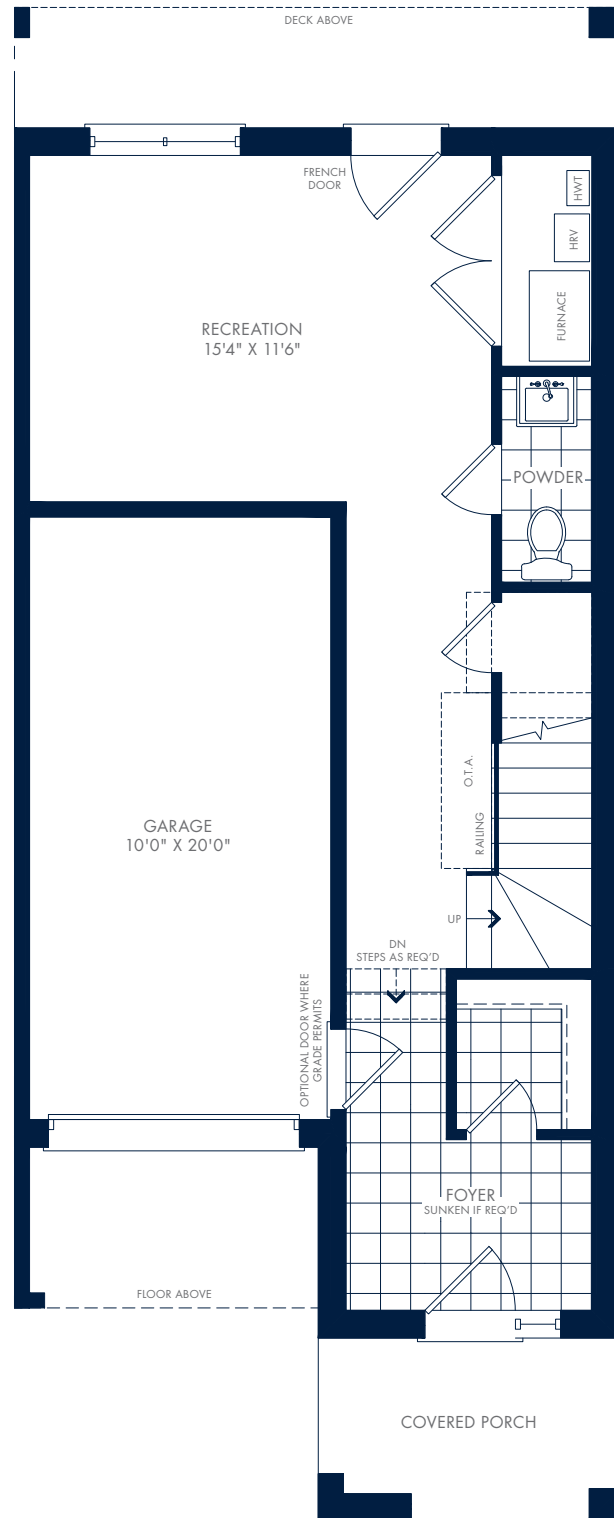 DECK ABOVE
FRENCH
DOOR
HWT
HRV
FURNACE
RECREATION
15'4" X 11'6"
POWDER
O.T.A.
RAILING
GARAGE
10'0" X 20'0"
UP
DN
STEPS AS REQ'D
OPTIONAL DOOR WHERE
GRADE PERMITS
FOYER
SUNKEN IF REQ'D
FLOOR ABOVE
COVERED PORCH